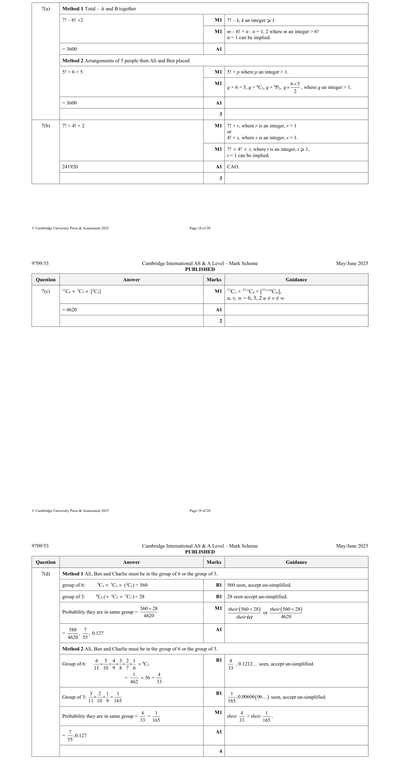 7(a)
Method 1 Total – A and B together
7! – 6! ×2
M1
7! – k, k an integer ⩾ 1.
M1
m – 6! × n : n = 1, 2 where m an integer > 6!
n = 1 can be implied.
= 3600
A1
Method 2 Arrangements of 5 people then Ali and Ben placed
5! × 6 × 5
M1
5! × p where p an integer > 1.
M1
q × 6 × 5, q × ⁶C₂, q × ⁶P₂, q × (6×5)/2, where q an integer > 1.
= 3600
A1
3
7(b)
7! × 4! × 2
M1
7! × r, where r is an integer, r > 1
or
4! × s, where s is an integer, s > 1.
M1
7! × 4! × t, where t is an integer, t ⩾ 1,
t = 1 can be implied.
241920
A1
CAO.
3
© Cambridge University Press & Assessment 2025
Page 18 of 20
9709/53
Cambridge International AS & A Level – Mark Scheme
PUBLISHED
May/June 2025
Question
Answer
Marks
Guidance
7(c)
¹¹C₆ × ⁵C₃ × [²C₂]
M1
u, v, w = 6, 3, 2 u ≠ v ≠ w.
= 4620
A1
2
© Cambridge University Press & Assessment 2025
Page 19 of 20
9709/53
Cambridge International AS & A Level – Mark Scheme
PUBLISHED
May/June 2025
Question
Answer
Marks
Guidance
7(d)
Method 1 Ali, Ben and Charlie must be in the group of 6 or the group of 3.
group of 6: ⁸C₃ × ⁵C₃ × (²C₂) = 560
B1
560 seen, accept un-simplified.
group of 3: ⁸C₆ (× ²C₂ × ³C₃) = 28
B1
28 seen accept un-simplified.
Probability they are in same group = (560 + 28)/4620
M1
their(560 + 28)/their (c) or their(560 + 28)/4620
= 588/4620, 7/55, 0.127
A1
Method 2 Ali, Ben and Charlie must be in the group of 6 or the group of 3.
Group of 6: 6/11 × 5/10 × 4/9 × 3/8 × 2/7 × 1/6 × ⁸C₃
= 1/462 × 56 = 4/33
B1
4/33, 0.1212... seen, accept un-simplified.
Group of 3: 3/11 × 2/10 × 1/9 = 1/165
B1
1/165, 0.00606(06…) seen, accept un-simplified.
Probability they are in same group = 4/33 + 1/165
M1
their 4/33 + their 1/165.
= 7/55, 0.127
A1
4